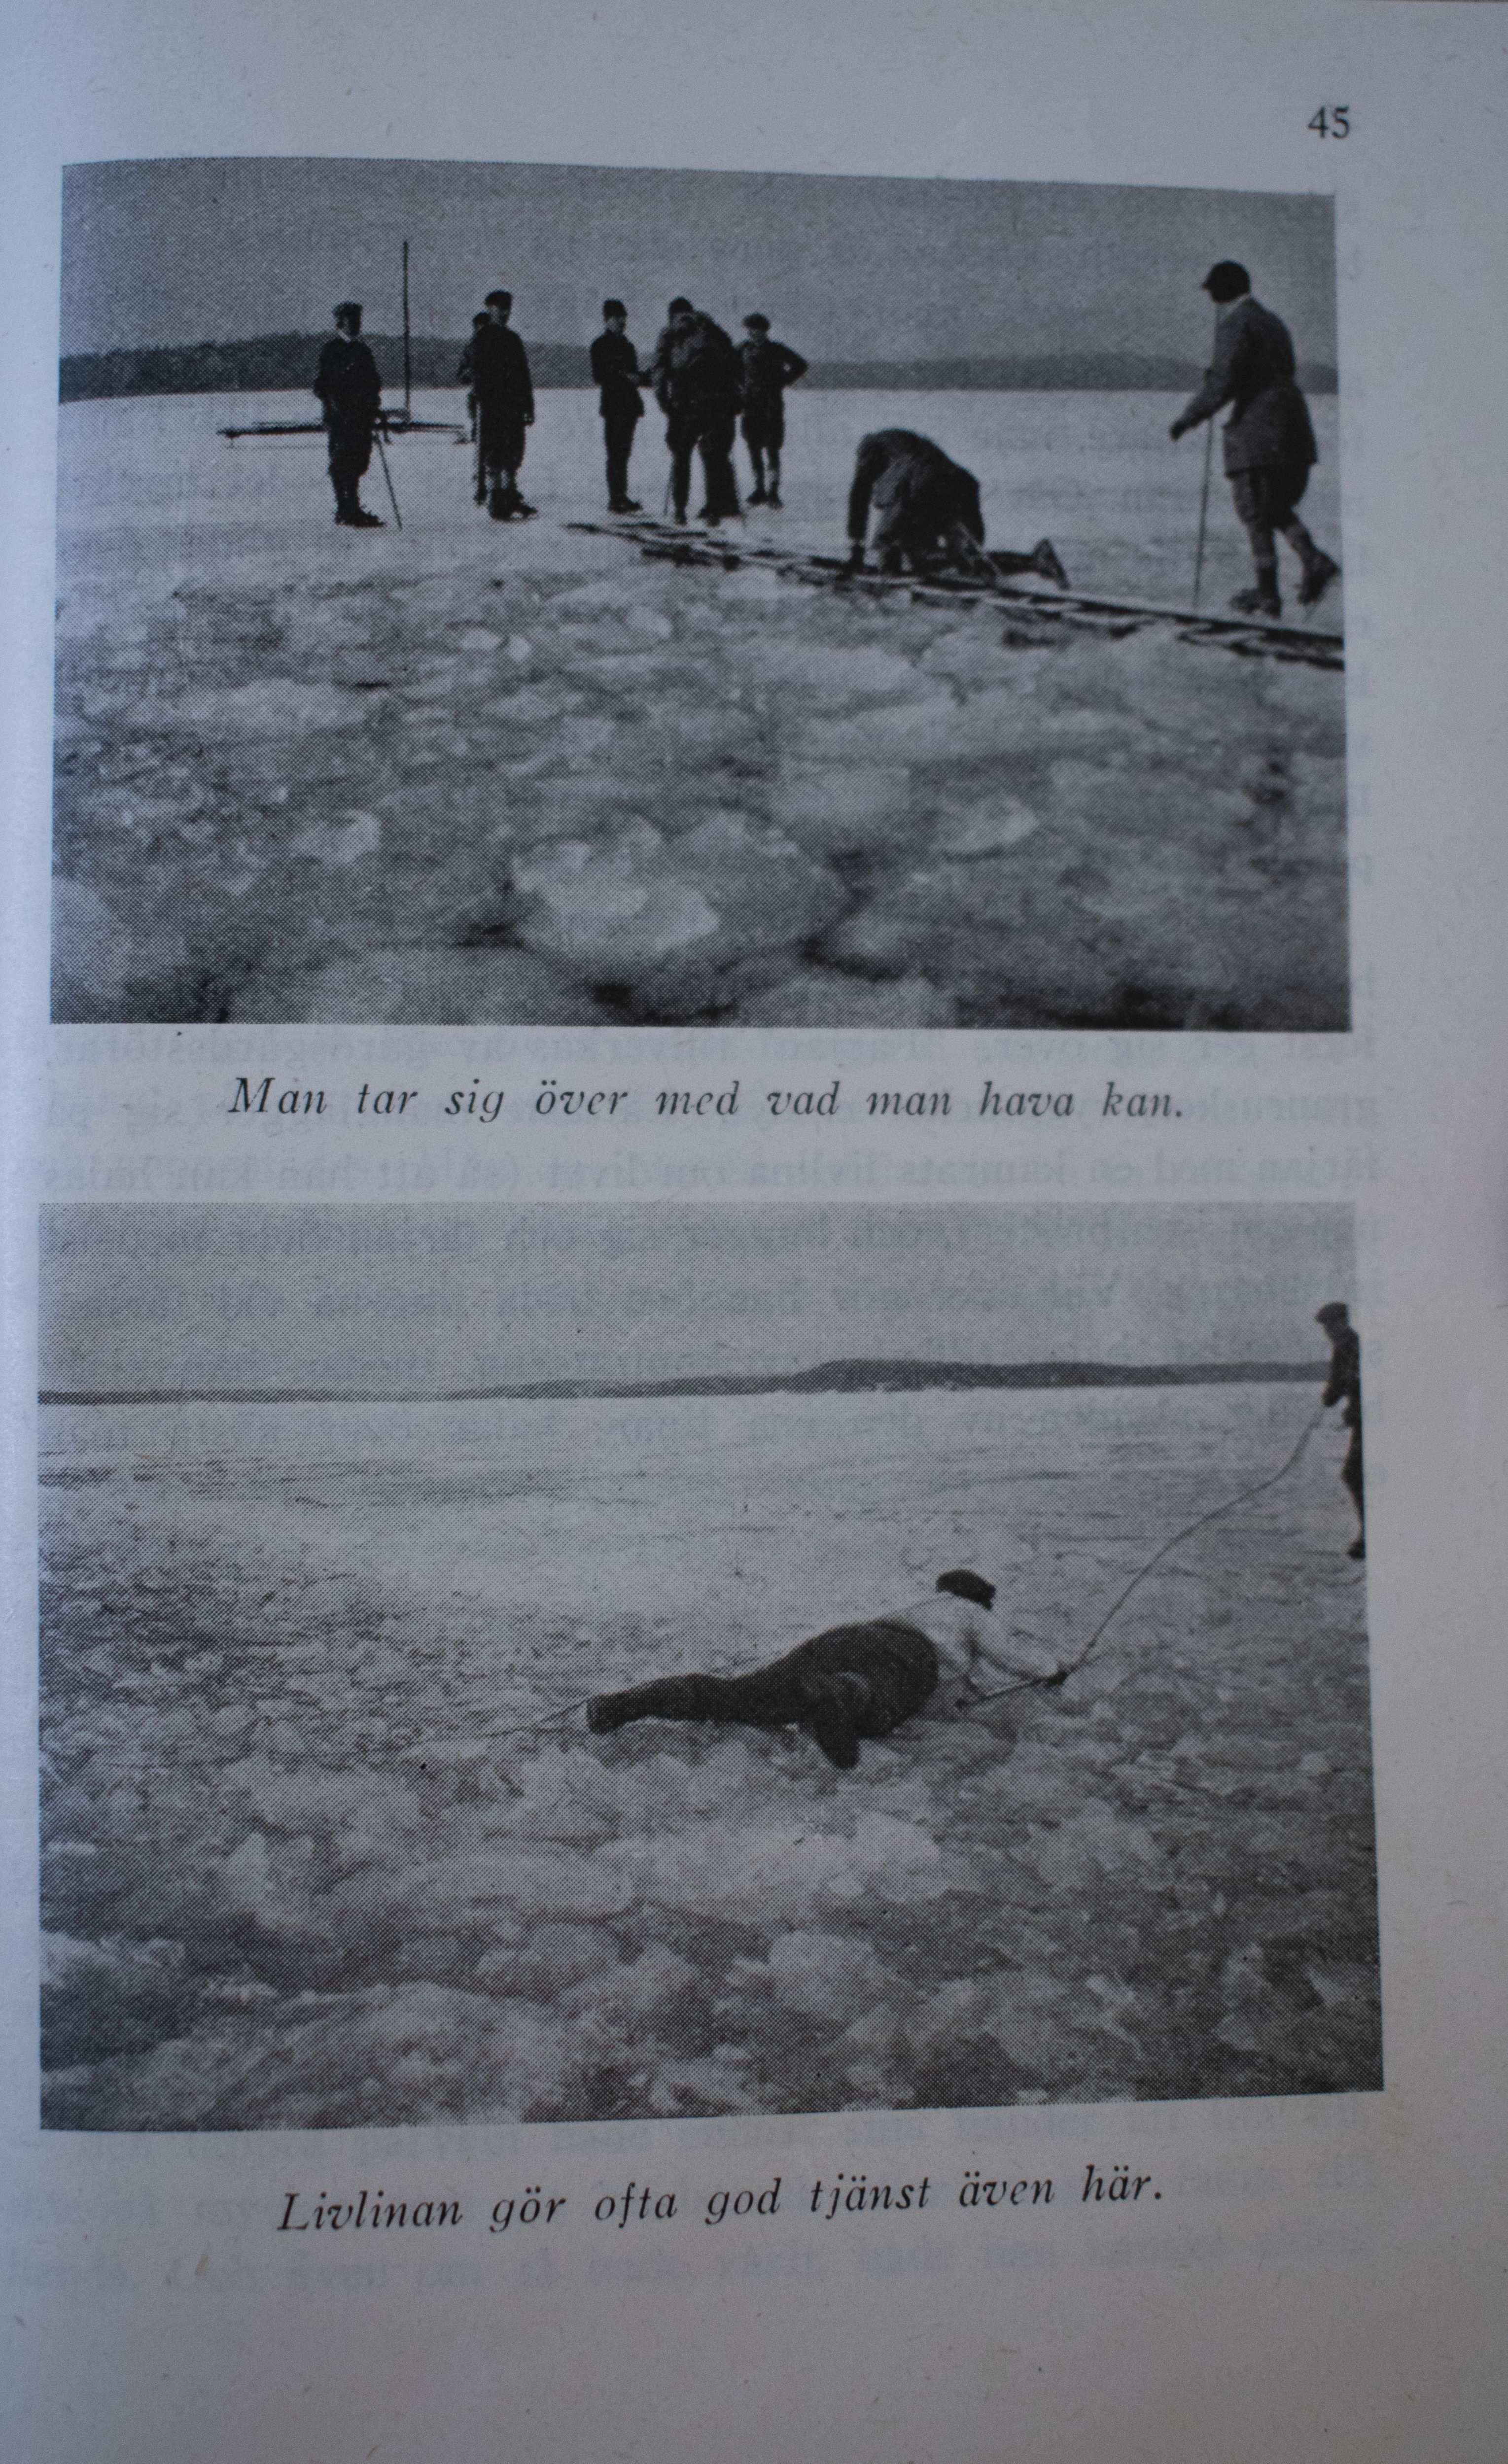 45
Man tar sig över med vad man hava kan.
Livlinan gör ofta god tjänst även här.